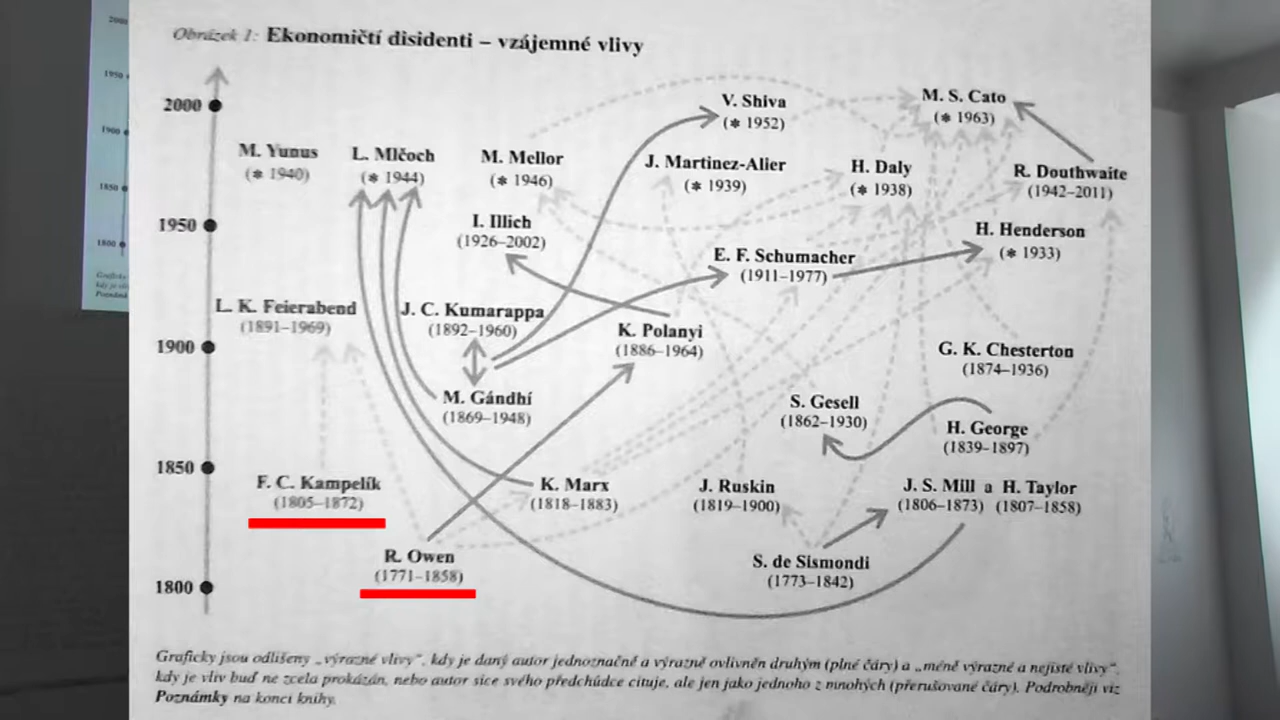 Obrázek 1: Ekonomičtí disidenti – vzájemné vlivy
2000
V. Shiva
(* 1952)
M. S. Cato
(* 1963)
M. Yunus
(* 1940)
L. Mlčoch
(* 1944)
M. Mellor
(* 1946)
J. Martinez-Alier
(* 1939)
H. Daly
(* 1938)
R. Douthwaite
(1942–2011)
1950
I. Illich
(1926–2002)
E. F. Schumacher
(1911–1977)
H. Henderson
(* 1933)
L. K. Feierabend
(1891–1969)
J. C. Kumarappa
(1892–1960)
K. Polanyi
(1886–1964)
1900
G. K. Chesterton
(1874–1936)
M. Gándhí
(1869–1948)
S. Gesell
(1862–1930)
H. George
(1839–1897)
1850
F. C. Kampelík
(1805–1872)
K. Marx
(1818–1883)
J. Ruskin
(1819–1900)
J. S. Mill a H. Taylor
(1806–1873) (1807–1858)
R. Owen
(1771–1858)
S. de Sismondi
(1773–1842)
1800
Graficky jsou odlišeny „výrazné vlivy“, kdy je daný autor jednoznačně a výrazně ovlivněn druhým (plné čáry) a „méně výrazné a nejisté vlivy“,
kdy je vliv buď ne zcela prokázán, nebo autor sice svého předchůdce cituje, ale jen jako jednoho z mnohých (přerušované čáry). Podrobněji viz
Poznámky na konci knihy.
2000
1950
1900
1850
1800